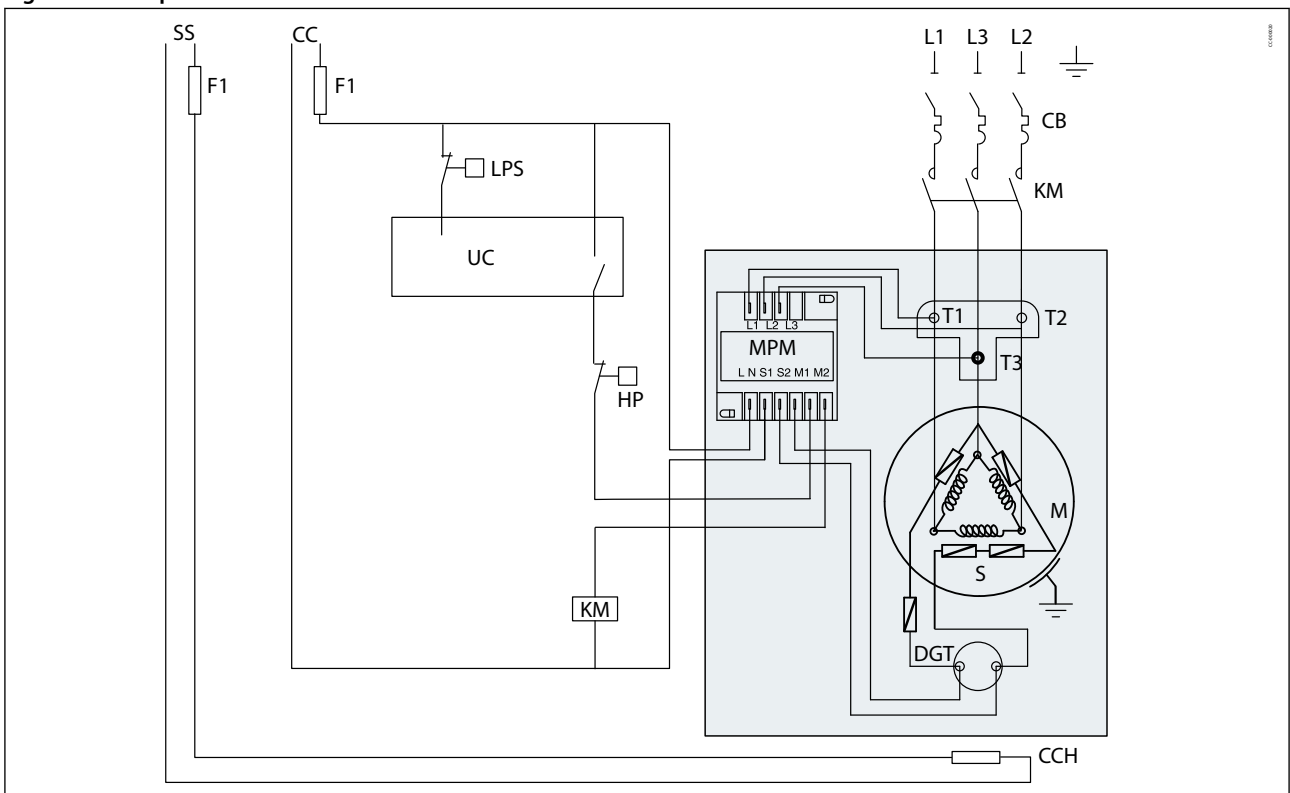 SS
CC
L1 L3 L2
F1
F1
CB
LPS
KM
UC
T1
T2
L1 L2 L3
MPM
T3
L N S1 S2 M1 M2
HP
M
S
KM
DGT
CCH